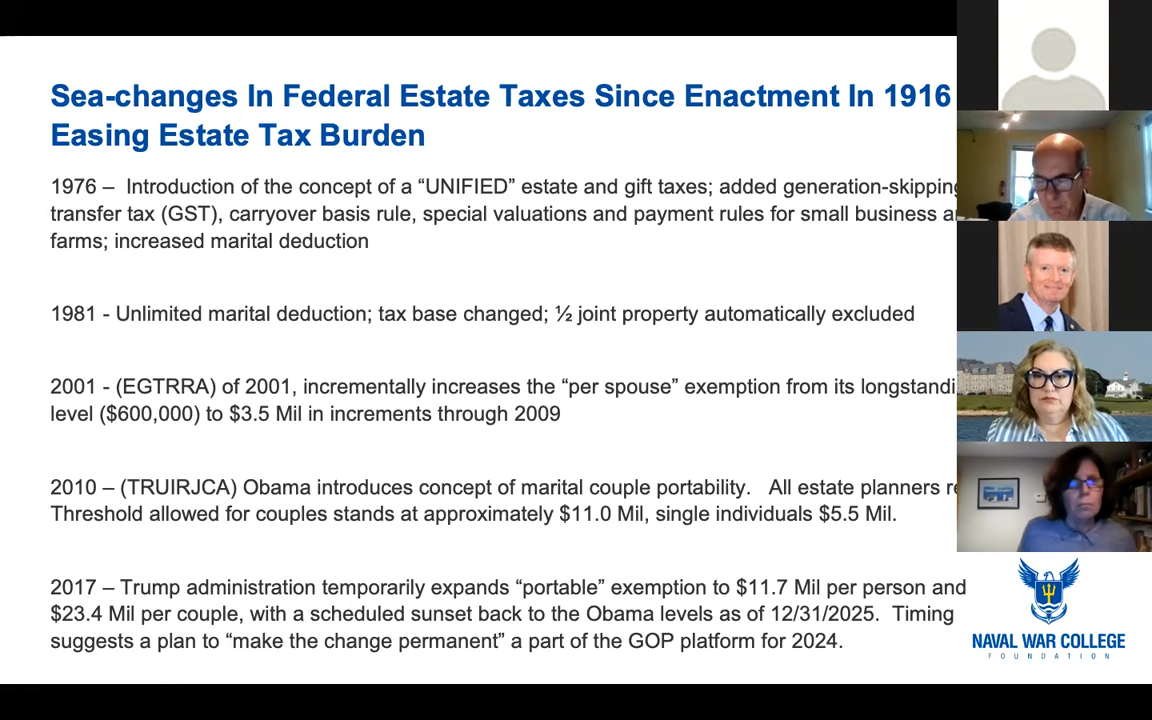 Sea-changes In Federal Estate Taxes Since Enactment In 1916
Easing Estate Tax Burden
1976 – Introduction of the concept of a “UNIFIED” estate and gift taxes; added generation-skipping
transfer tax (GST), carryover basis rule, special valuations and payment rules for small business
farms; increased marital deduction
1981 - Unlimited marital deduction; tax base changed; ½ joint property automatically excluded
2001 - (EGTRRA) of 2001, incrementally increases the “per spouse” exemption from its
level ($600,000) to $3.5 Mil in increments through 2009
2010 – (TRUIRJCA) Obama introduces concept of marital couple portability. All estate planners
Threshold allowed for couples stands at approximately $11.0 Mil, single individuals $5.5 Mil.
2017 – Trump administration temporarily expands “portable” exemption to $11.7 Mil per person and
$23.4 Mil per couple, with a scheduled sunset back to the Obama levels as of 12/31/2025. Timing
suggests a plan to “make the change permanent” a part of the GOP platform for 2024.
NAVAL WAR COLLEGE
FOUNDATION